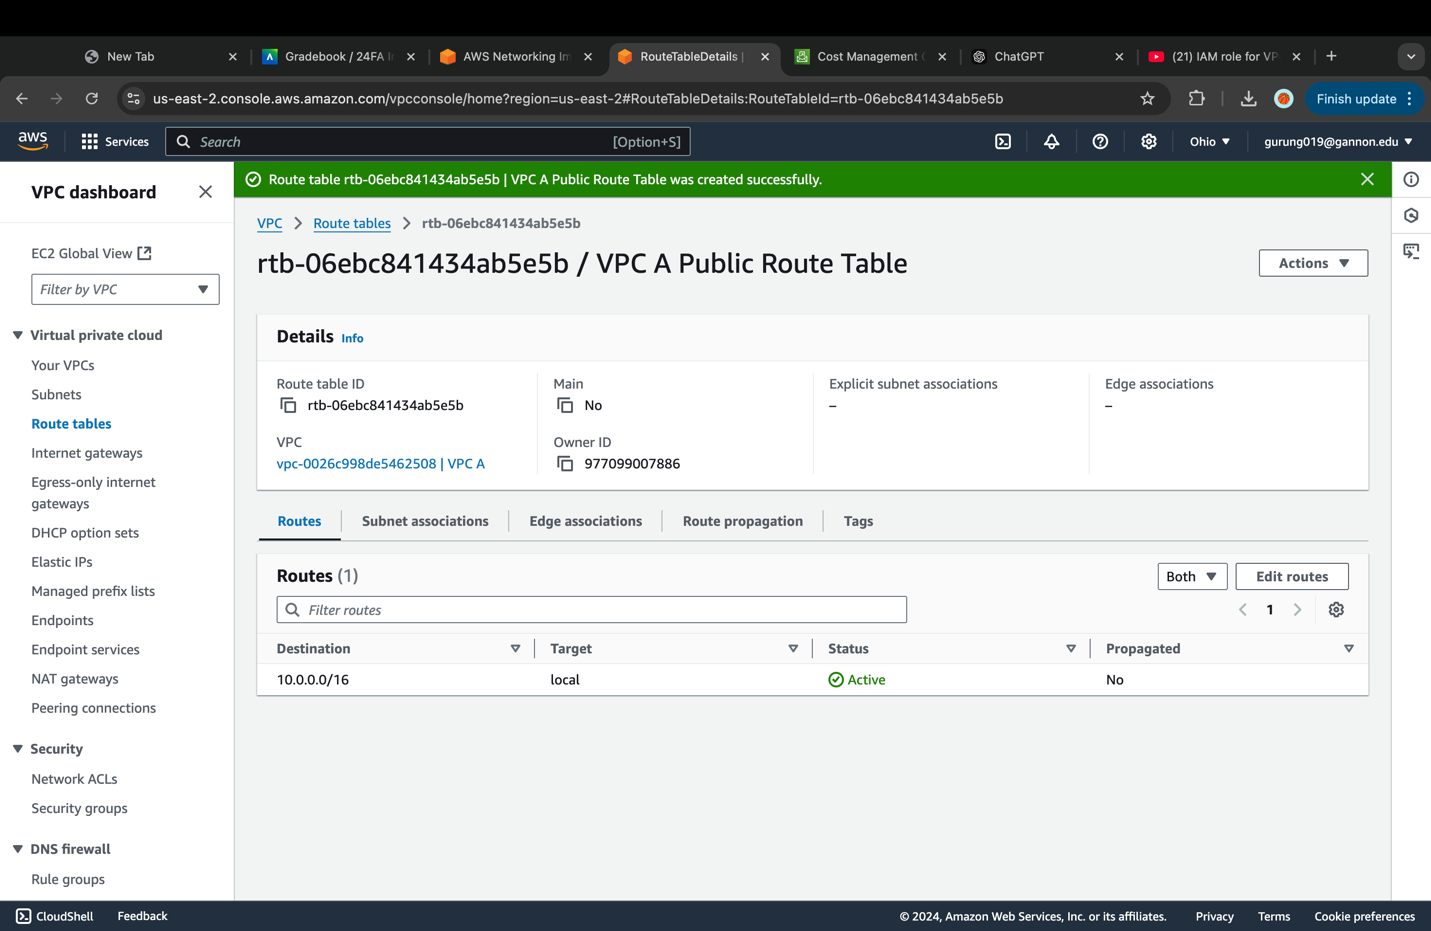 New Tab
Gradebook / 24FA
AWS Networking Im
RouteTableDetails |
Cost Management
ChatGPT
(21) IAM role for VP
us-east-2.console.aws.amazon.com/vpcconsole/home?region=us-east-2#RouteTableDetails:RouteTableId=rtb-06ebc841434ab5e5b
Finish update
aws
Services
Search
[Option+S]
Ohio
gurung019@gannon.edu
VPC dashboard
Route table rtb-06ebc841434ab5e5b | VPC A Public Route Table was created successfully.
EC2 Global View
Filter by VPC
Virtual private cloud
Your VPCs
Subnets
Route tables
Internet gateways
Egress-only internet
gateways
DHCP option sets
Elastic IPs
Managed prefix lists
Endpoints
Endpoint services
NAT gateways
Peering connections
Security
Network ACLs
Security groups
DNS firewall
Rule groups
VPC
Route tables
rtb-06ebc841434ab5e5b
rtb-06ebc841434ab5e5b / VPC A Public Route Table
Actions
Details Info
Route table ID
rtb-06ebc841434ab5e5b
Main
No
Explicit subnet associations
–
Edge associations
–
VPC
vpc-0026c998de5462508 | VPC A
Owner ID
977099007886
Routes
Subnet associations
Edge associations
Route propagation
Tags
Routes (1)
Both
Edit routes
Filter routes
1
Destination
Target
Status
Propagated
10.0.0.0/16
local
Active
No
CloudShell
Feedback
© 2024, Amazon Web Services, Inc. or its affiliates.
Privacy
Terms
Cookie preferences